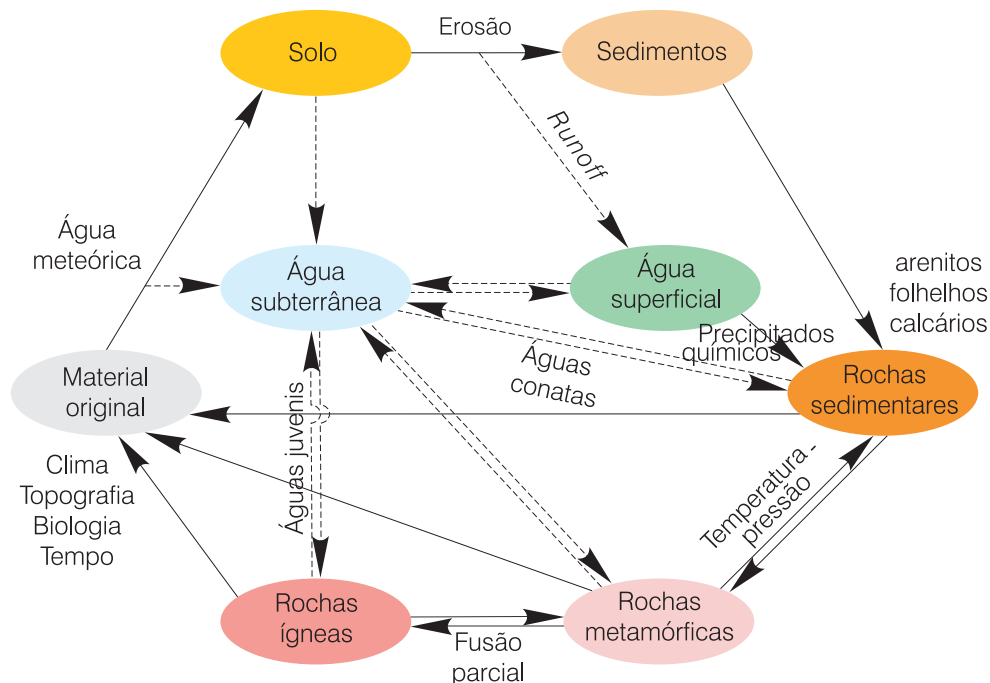 Erosão
Solo
Sedimentos
Runoff
Água
meteórica
Água
subterrânea
Água
superficial
arenitos
folhelhos
calcários
Precipitados
químicos
Águas
conatas
Material
original
Rochas
sedimentares
Águas juvenis
Clima
Topografia
Biologia
Tempo
Temperatura -
pressão
Rochas
ígneas
Fusão
parcial
Rochas
metamórficas